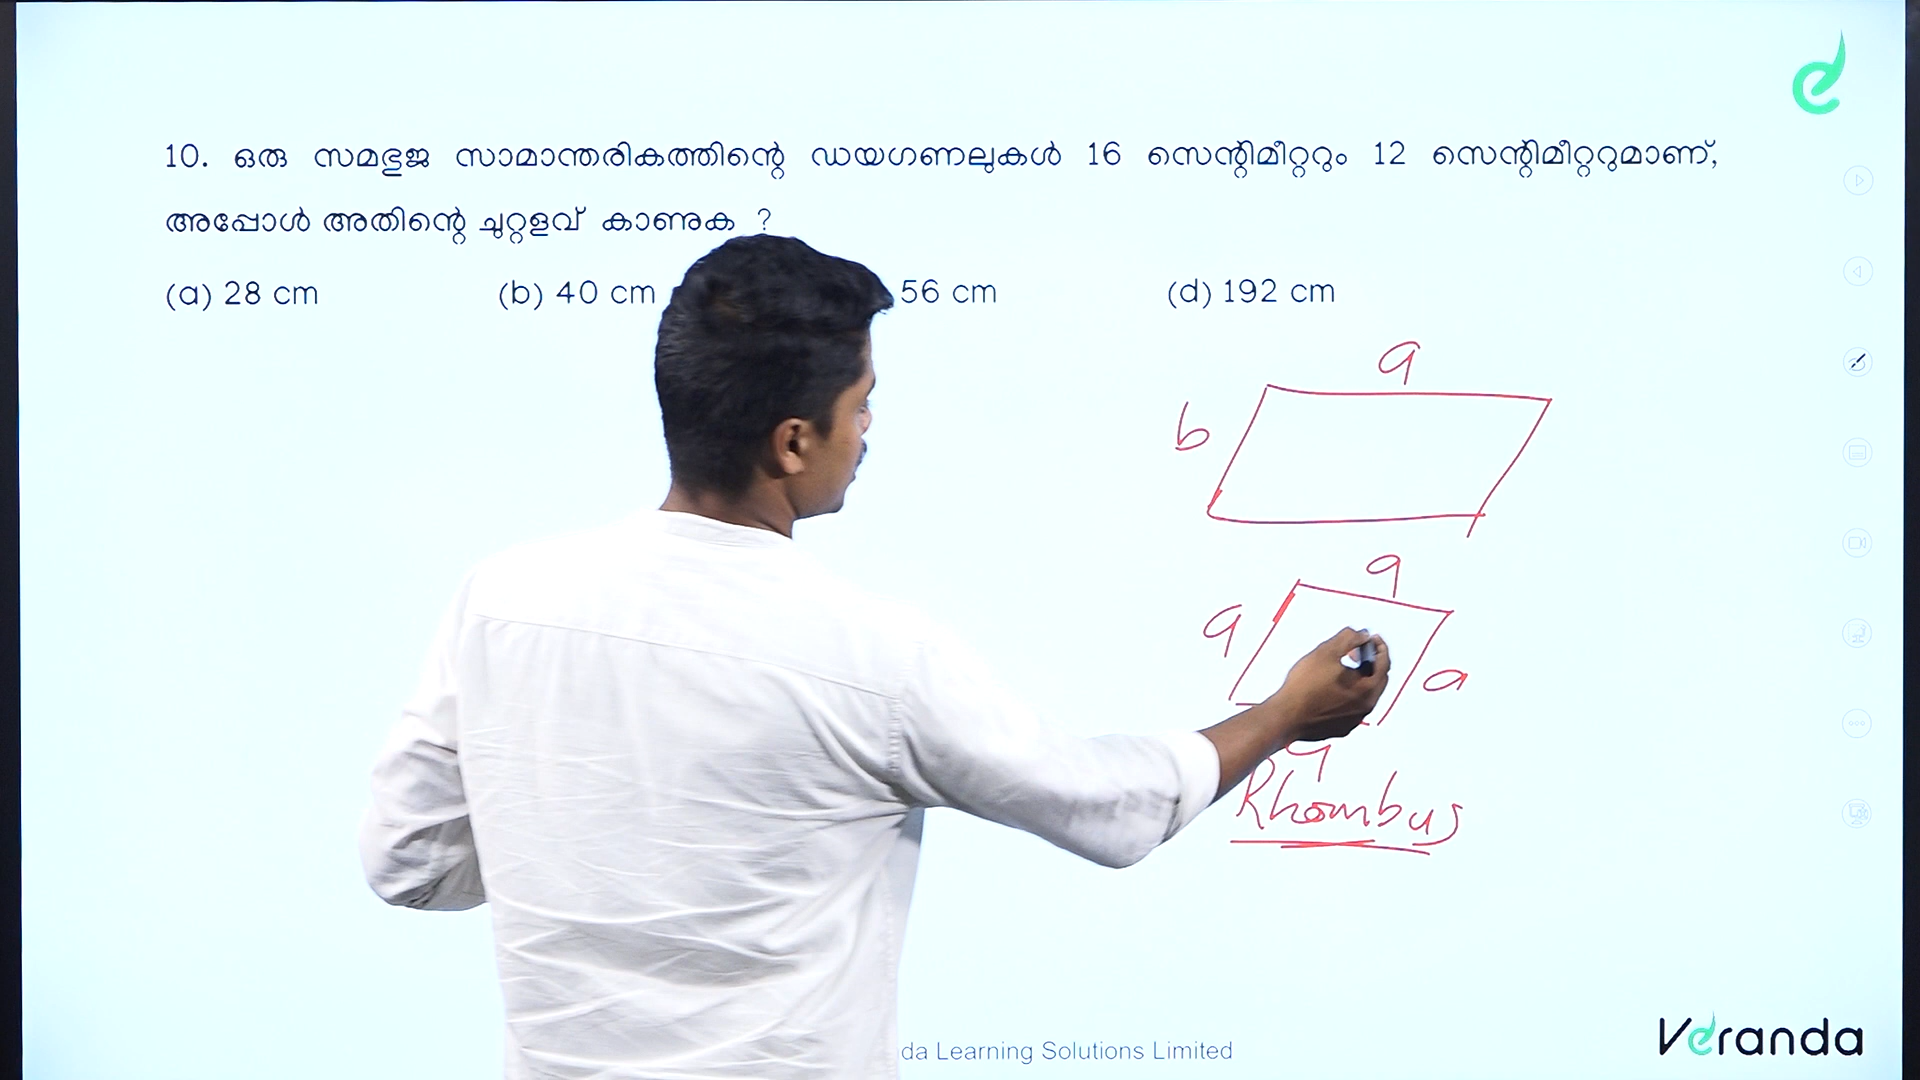 10. ഒരു സമഭുജ സാമാന്തരികത്തിന്റെ ഡയഗണലുകൾ 16 സെന്റിമീറ്ററും 12 സെന്റിമീറ്ററുമാണ്,
അപ്പോൾ അതിന്റെ ചുറ്റളവ് കാണുക ?
(a) 28 cm (b) 40 cm 56 cm (d) 192 cm
a
b
a
a
a
a
Rhombus
da Learning Solutions Limited
Veranda